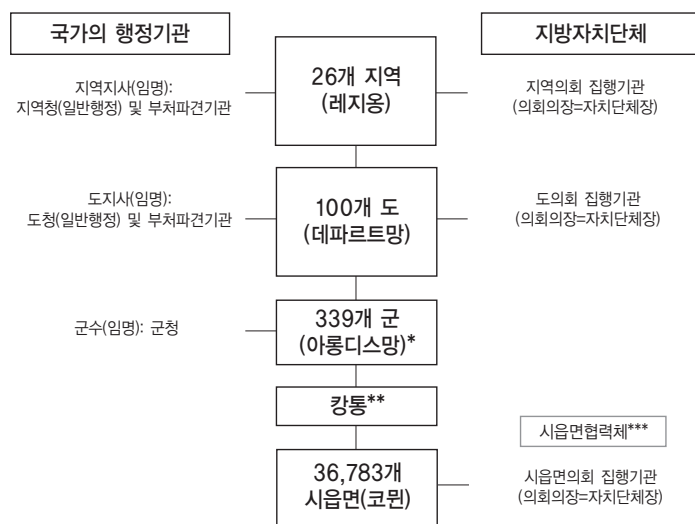 국가의 행정기관
지방자치단체
26개 지역
(레지옹)
지역지사(임명):
지역청(일반행정) 및 부처파견기관
지역의회 집행기관
(의회의장=자치단체장)
100개 도
(데파르트망)
도지사(임명):
도청(일반행정) 및 부처파견기관
도의회 집행기관
(의회의장=자치단체장)
339개 군
(아롱디스망)*
군수(임명): 군청
캉통**
시읍면협력체***
36,783개
시읍면(코뮌)
시읍면의회 집행기관
(의회의장=자치단체장)